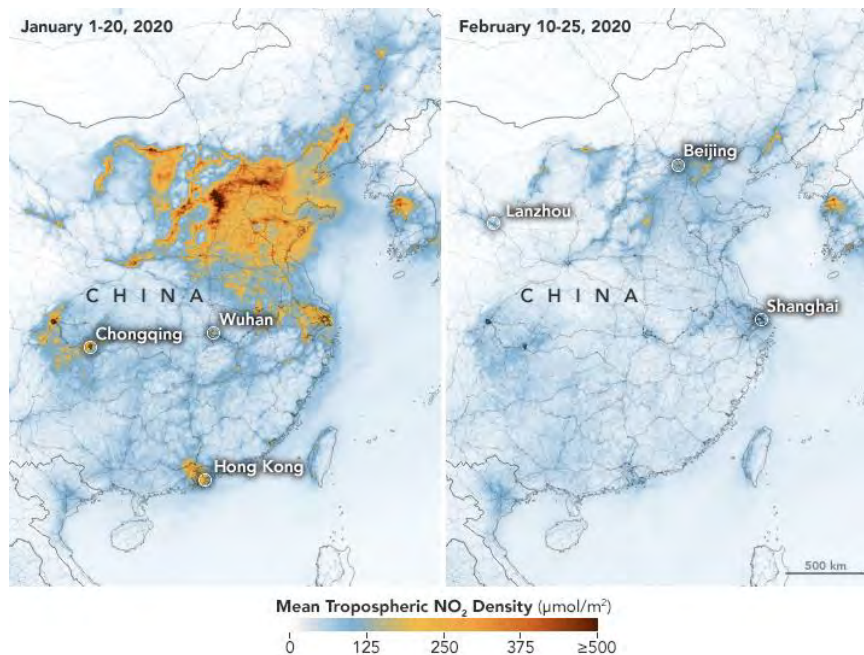 January 1-20, 2020
CHINA
Wuhan
Chongqing
Hong Kong
February 10-25, 2020
Beijing
Lanzhou
CHINA
Shanghai
500 km
Mean Tropospheric NO₂ Density (µmol/m²)
0 125 250 375 ≥500